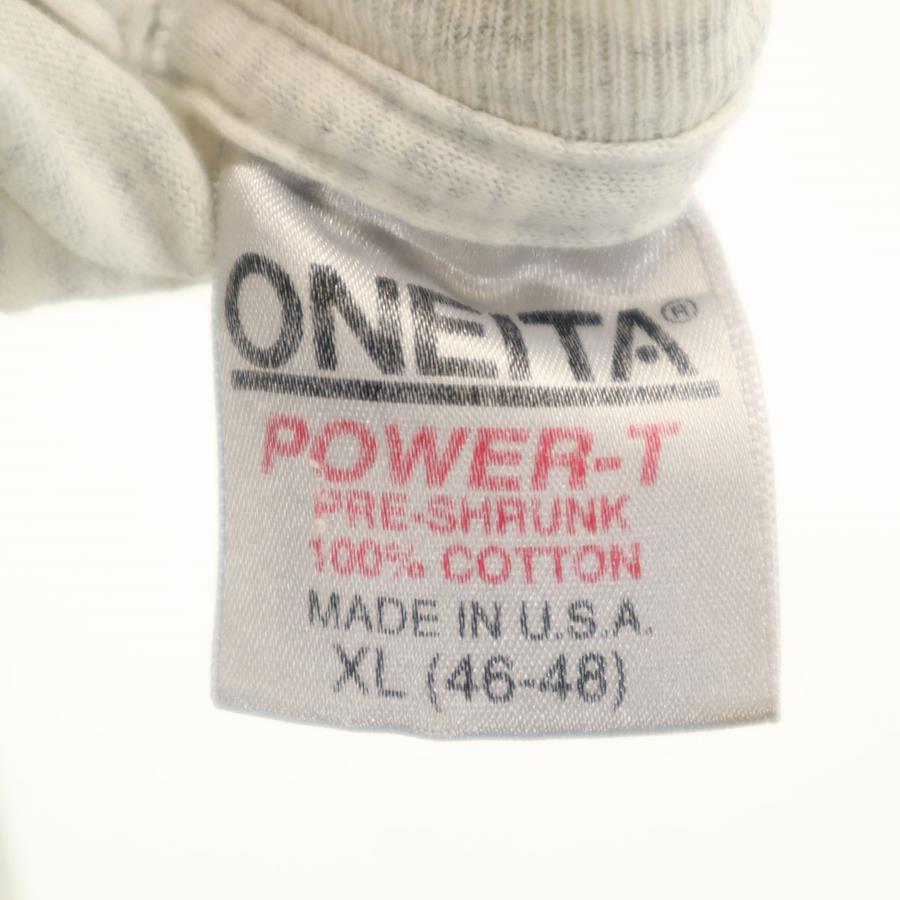 ONEITA®
POWER-T
PRE-SHRUNK
100% COTTON
MADE IN U.S.A.
XL (46-48)